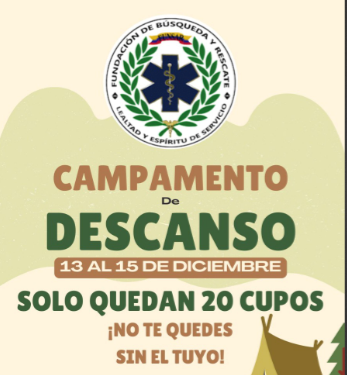 FUNDACIÓN DE BÚSQUEDA Y RESCATE
LEALTAD Y ESPÍRITU DE SERVICIO
CAMPAMENTO
De
DESCANSO
13 AL 15 DE DICIEMBRE
SOLO QUEDAN 20 CUPOS
¡NO TE QUEDES
SIN EL TUYO!